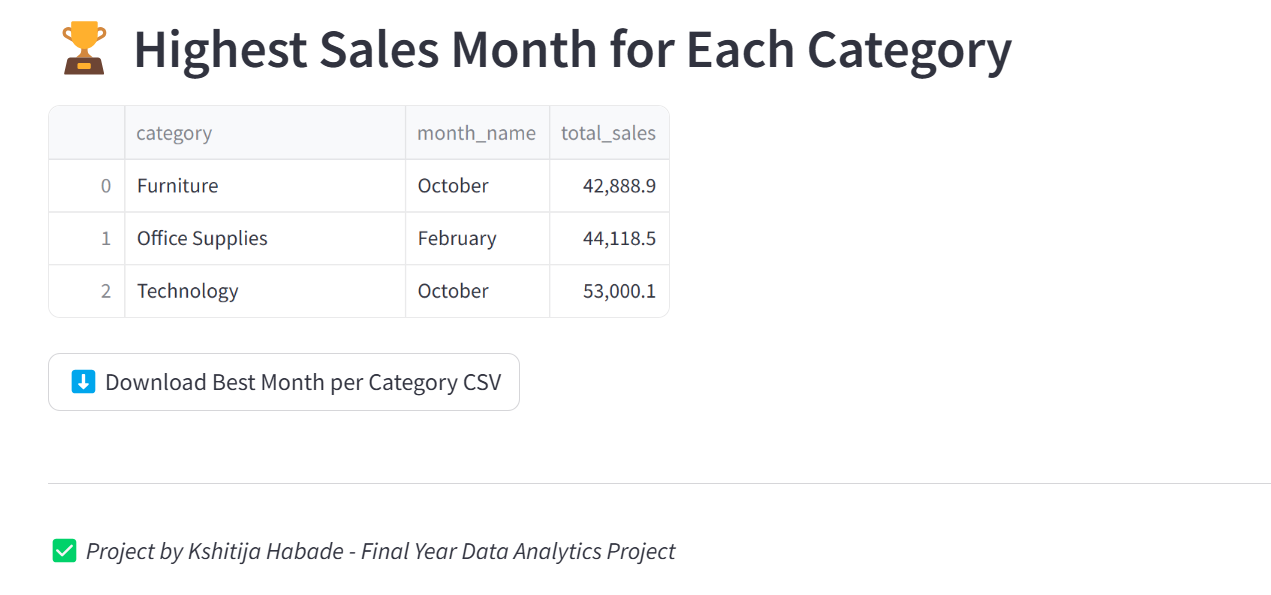 🏆 Highest Sales Month for Each Category
category month_name total_sales
0 Furniture October 42,888.9
1 Office Supplies February 44,118.5
2 Technology October 53,000.1
⬇️ Download Best Month per Category CSV
✅ Project by Kshitija Habade - Final Year Data Analytics Project